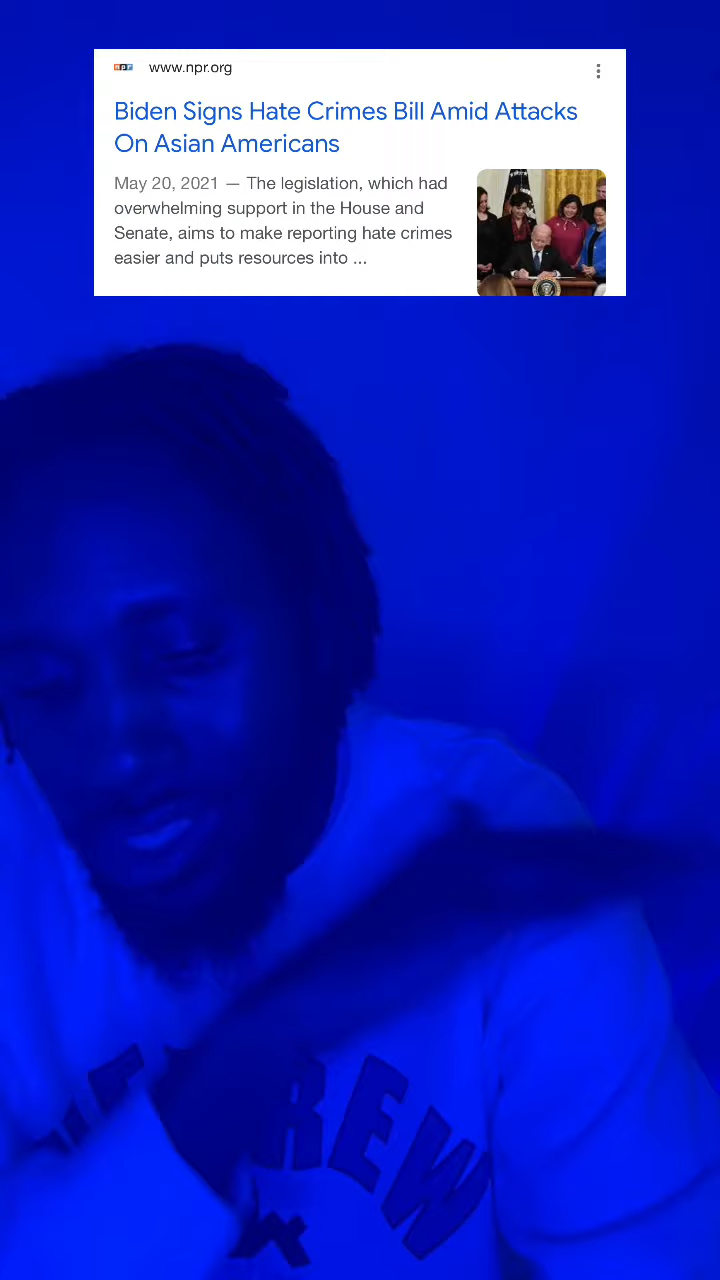 npr www.npr.org
Biden Signs Hate Crimes Bill Amid Attacks
On Asian Americans
May 20, 2021 — The legislation, which had
overwhelming support in the House and
Senate, aims to make reporting hate crimes
easier and puts resources into ...
REW